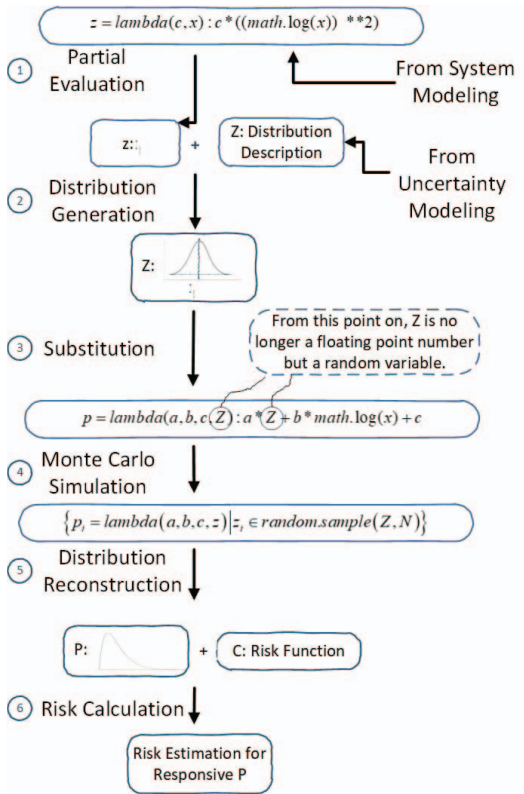 z = lambda(c,x) : c * ((math.log(x)) **2)
1
Partial
Evaluation
From System
Modeling
z:
+
Z: Distribution
Description
From
Uncertainty
Modeling
2
Distribution
Generation
Z:
From this point on, Z is no
longer a floating point number
but a random variable.
3
Substitution
p = lambda(a,b,c,Z) : a * Z + b * math.log(x) + c
4
Monte Carlo
Simulation
{p_i = lambda(a,b,c,z)|z_i ∈ random.sample(Z,N)}
5
Distribution
Reconstruction
P:
+
C: Risk Function
6
Risk Calculation
Risk Estimation for
Responsive P